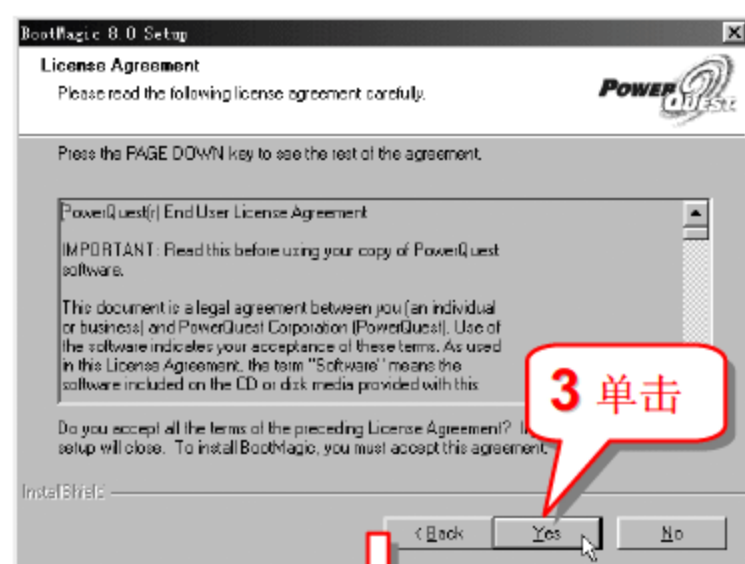 BootMagic 8.0 Setup
License Agreement
Please read the following license agreement carefully.
POWERQUEST
Press the PAGE DOWN key to see the rest of the agreement.
PowerQuest(r) End User License Agreement
IMPORTANT: Read this before using your copy of PowerQuest
software.
This document is a legal agreement between you (an individual
or business) and PowerQuest Corporation (PowerQuest). Use of
the software indicates your acceptance of these terms. As used
in this License Agreement, the term "Software" means the
software included on the CD or disk media provided with this
3 单击
Do you accept all the terms of the preceding License Agreement?
setup will close. To install BootMagic, you must accept this agreement.
InstallShield
< Back
Yes
No